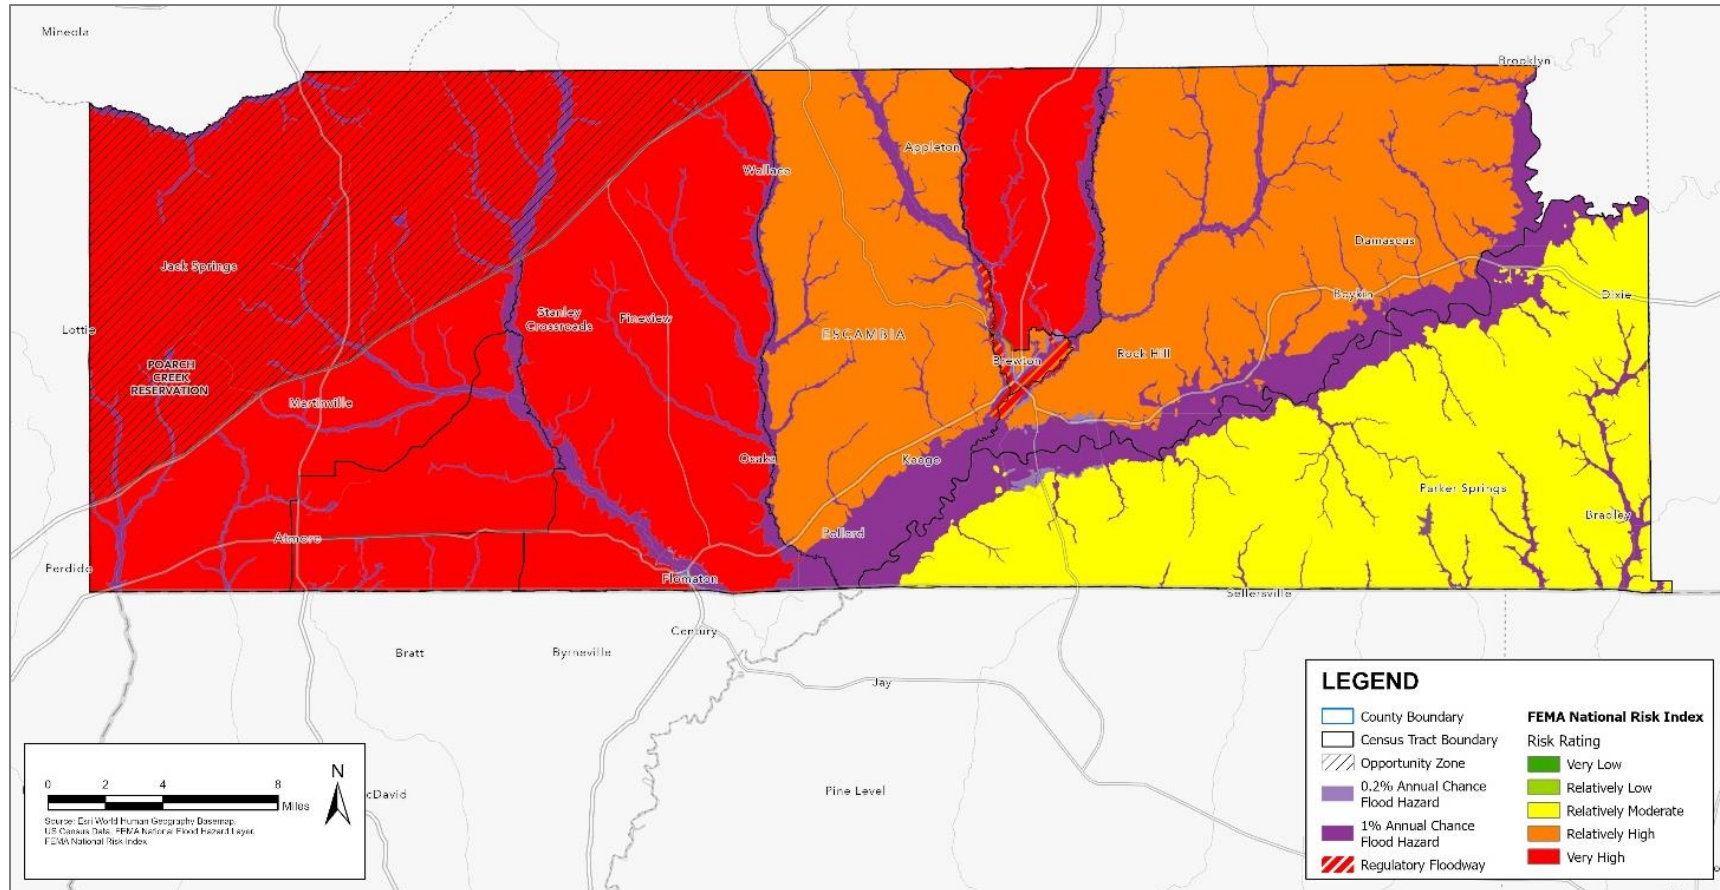 Mineola
Brooklyn
Appleton
Wallace
Damascus
Jack Springs
Boykin
Dixie
Lottie
Stanley
Crossroads
Pineview
ESCAMBIA
Rock Hill
Brewton
POARCH
CREEK
RESERVATION
Martinville
Osaka
Keego
Parker Springs
Bradley
Atmore
Pollard
Perdido
Flomaton
Sellersville
Century
Bratt
Byrneville
Jay
Pine Level
cDavid
0 2 4 8
Miles
N
Source: Esri World Human Geography Basemap,
US Census Data, FEMA National Flood Hazard Layer,
FEMA National Risk Index
LEGEND
County Boundary
Census Tract Boundary
Opportunity Zone
0.2% Annual Chance
Flood Hazard
1% Annual Chance
Flood Hazard
Regulatory Floodway
FEMA National Risk Index
Risk Rating
Very Low
Relatively Low
Relatively Moderate
Relatively High
Very High